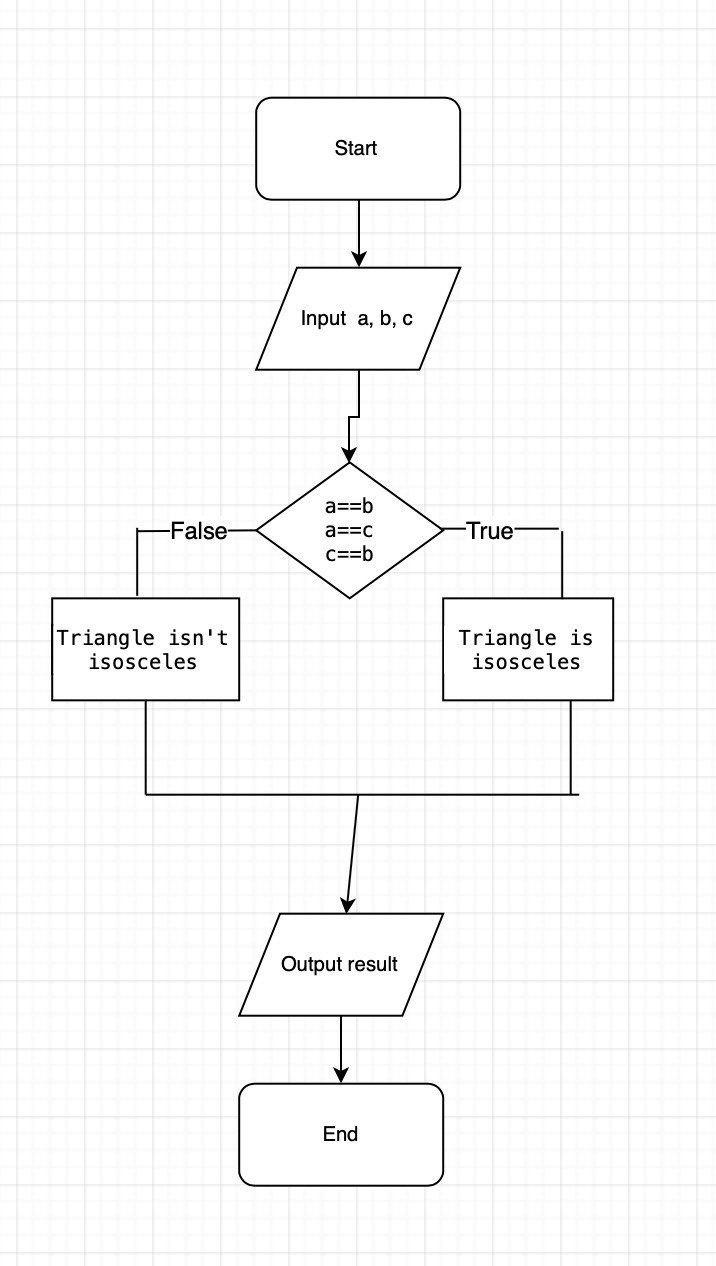 Start
Input a, b, c
a==b
a==c
c==b
False
True
Triangle isn't
isosceles
Triangle is
isosceles
Output result
End